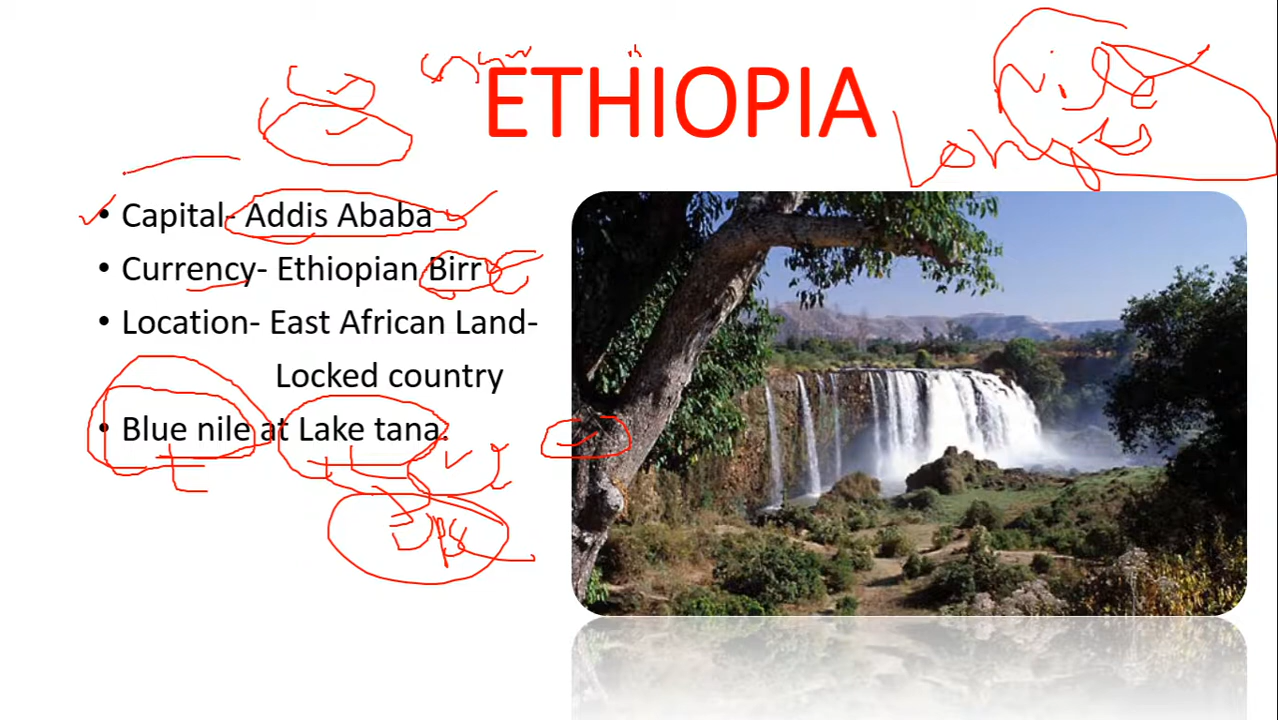 ETHIOPIA
• Capital- Addis Ababa
• Currency- Ethiopian Birr
• Location- East African Land-
Locked country
• Blue nile at Lake tana.